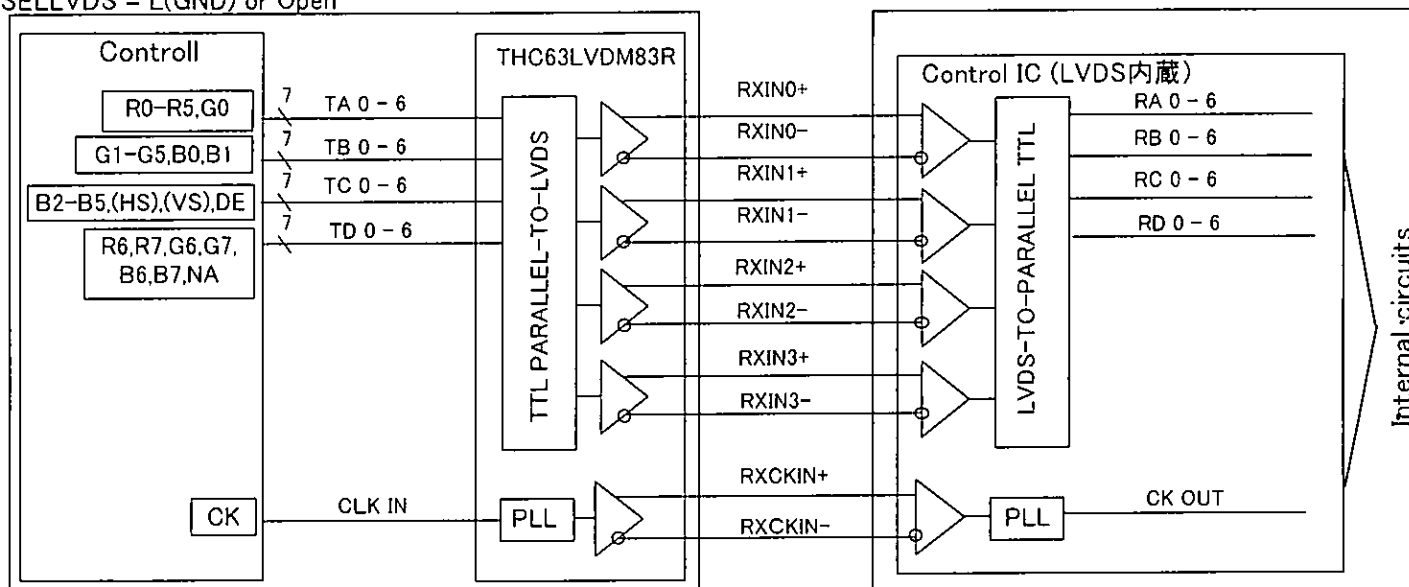 SELLVDS = L(GND) or Open
Controll
THC63LVDM83R
Control IC (LVDS内蔵)
R0-R5,G0
7
TA 0-6
RXIN0+
RA 0-6
RXIN0-
G1-G5,B0,B1
7
TB 0-6
RB 0-6
RXIN1+
B2-B5,(HS),(VS),DE
7
TC 0-6
RC 0-6
RXIN1-
R6,R7,G6,G7,
B6,B7,NA
7
TD 0-6
RD 0-6
TTL PARALLEL-TO-LVDS
LVDS-TO-PARALLEL TTL
Internal circuits
RXIN2+
RXIN2-
RXIN3+
RXIN3-
RXCKIN+
CK
CLK IN
PLL
PLL
CK OUT
RXCKIN-